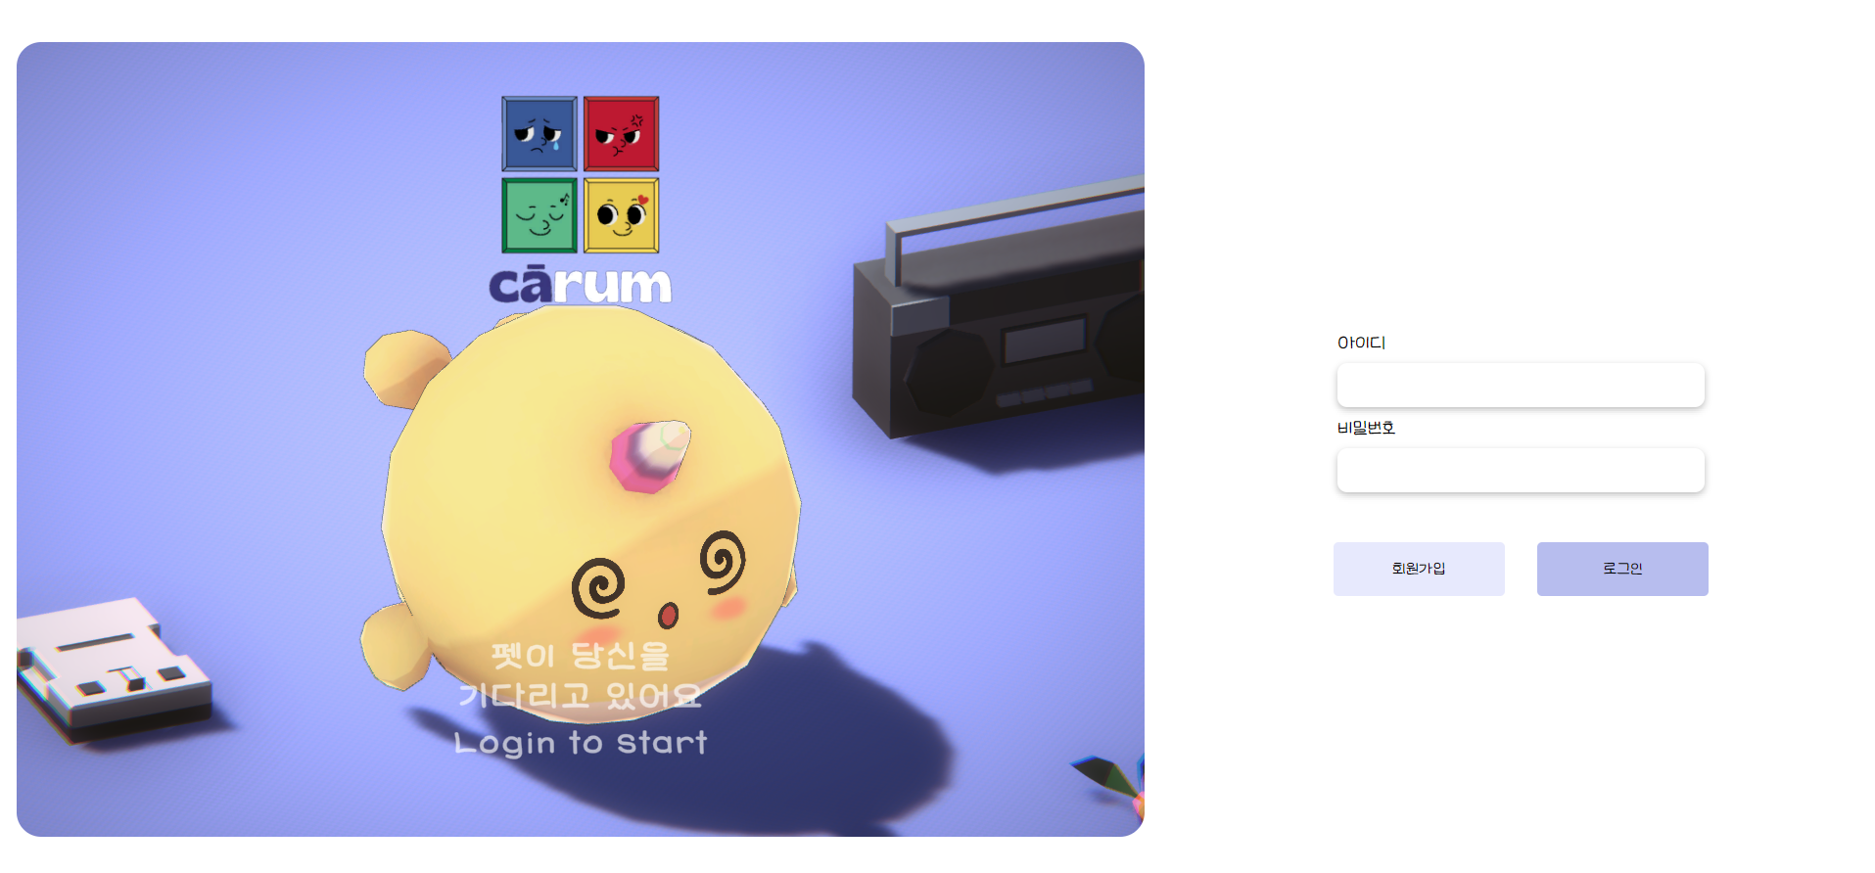 cārum
펫이 당신을
기다리고 있어요
Login to start
아이디
비밀번호
회원가입
로그인